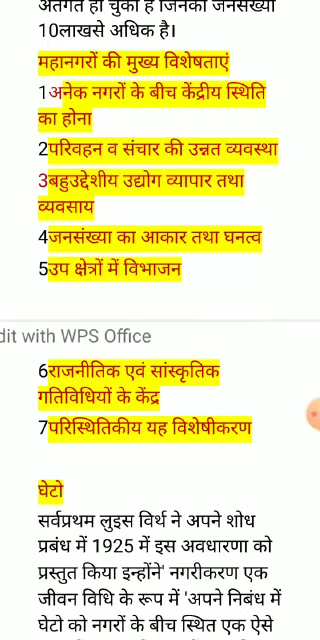 अंतर्गत हो चुका है जिनकी जनसंख्या
10लाखसे अधिक है।
महानगरों की मुख्य विशेषताएं
1अनेक नगरों के बीच केंद्रीय स्थिति
का होना
2परिवहन व संचार की उन्नत व्यवस्था
3बहुउद्देशीय उद्योग व्यापार तथा
व्यवसाय
4जनसंख्या का आकार तथा घनत्व
5उप क्षेत्रों में विभाजन
dit with WPS Office
6राजनीतिक एवं सांस्कृतिक
गतिविधियों के केंद्र
7परिस्थितिकीय यह विशेषीकरण
घेटो
सर्वप्रथम लुइस विर्थ ने अपने शोध
प्रबंध में 1925 में इस अवधारणा को
प्रस्तुत किया इन्होंने' नगरीकरण एक
जीवन विधि के रूप में 'अपने निबंध में
घेटो को नगरों के बीच स्थित एक ऐसे